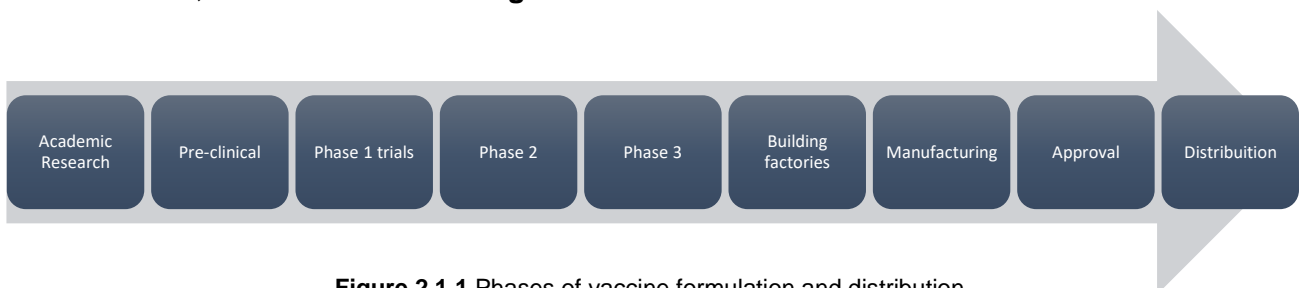 Academic
Research
Pre-clinical
Phase 1 trials
Phase 2
Phase 3
Building
factories
Manufacturing
Approval
Distribuition
Figure 2.1.1 Phases of vaccine formulation and distribution